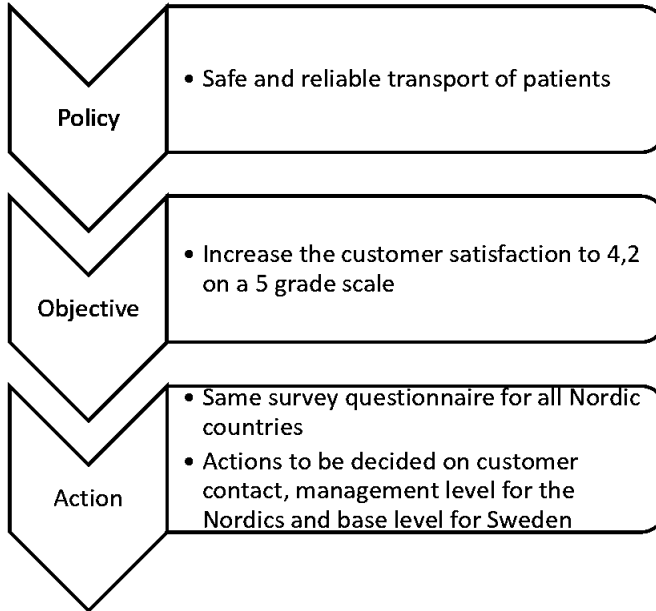 Policy
• Safe and reliable transport of patients
Objective
• Increase the customer satisfaction to 4,2
on a 5 grade scale
Action
• Same survey questionnaire for all Nordic
countries
• Actions to be decided on customer
contact, management level for the
Nordics and base level for Sweden